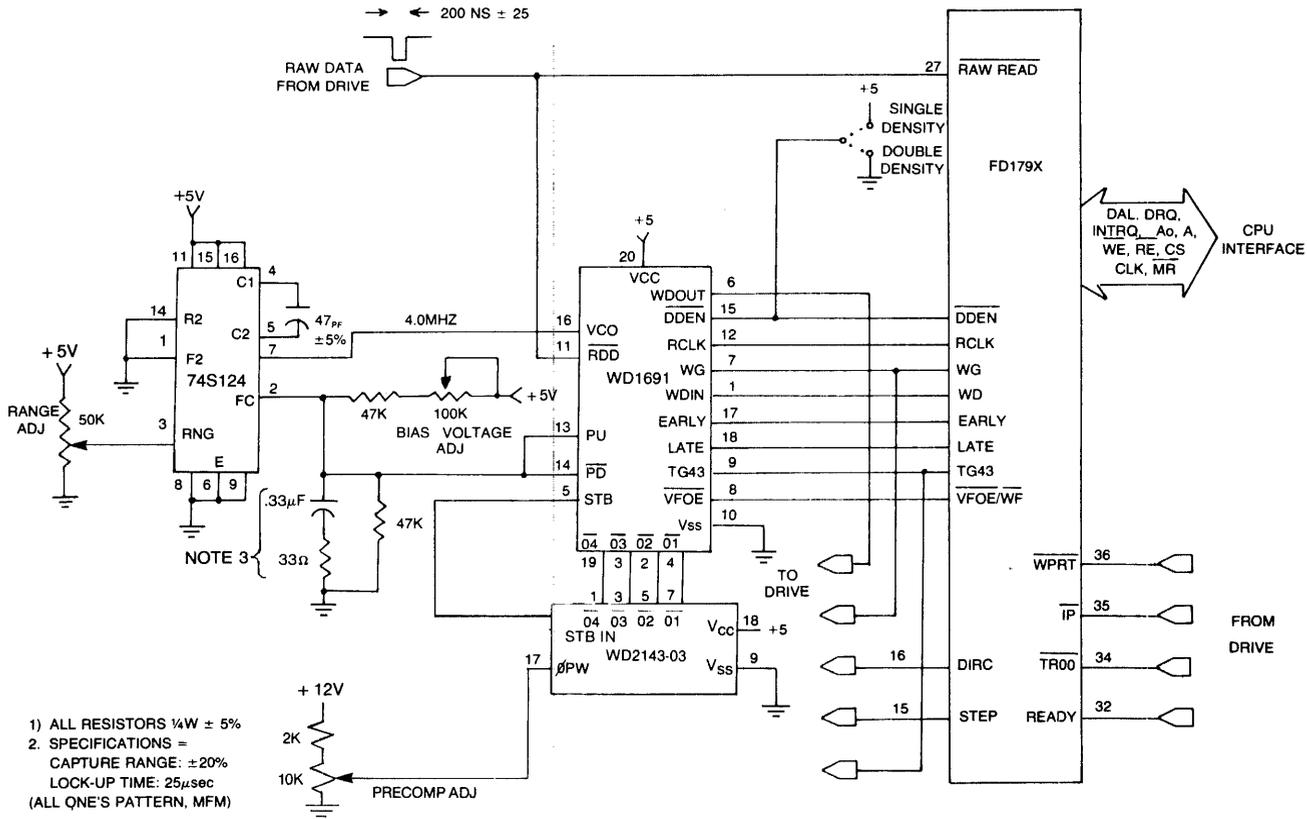 200 NS ± 25
RAW DATA
FROM DRIVE
27
RAW READ
+5
SINGLE
DENSITY
DOUBLE
DENSITY
FD179X
DAL. DRQ,
INTRQ, Ao, A,
WE, RE, CS
CLK, MR
CPU
INTERFACE
+5V
11 15 16
4
C1
14
R2
C2
5
47PF
±5%
1
F2
7
4.0MHZ
74S124
+5V
FC
2
47K
100K
+5V
BIAS VOLTAGE
ADJ
RANGE
ADJ
50K
3
RNG
E
8 6 9
.33µF
NOTE 3
33Ω
47K
+5
20
VCC
WDOUT
6
16
VCO
DDEN
15
DDEN
11
RDD
RCLK
12
RCLK
WD1691
WG
7
WG
WDIN
1
WD
13
PU
EARLY
17
EARLY
LATE
18
LATE
14
PD
TG43
9
TG43
5
STB
VFOE
8
VFOE/WF
Vss
10
04 03 02 01
19 3 2 4
1 3 5 7
04 03 02 01
STB IN
WD2143-03
VCC
18
+5
17
ØPW
VSS
9
TO
DRIVE
WPRT
36
IP
35
FROM
DRIVE
16
DIRC
TR00
34
15
STEP
READY
32
+ 12V
2K
10K
PRECOMP ADJ
1) ALL RESISTORS ¼W ± 5%
2. SPECIFICATIONS =
CAPTURE RANGE: ±20%
LOCK-UP TIME: 25µsec
(ALL ONE'S PATTERN, MFM)